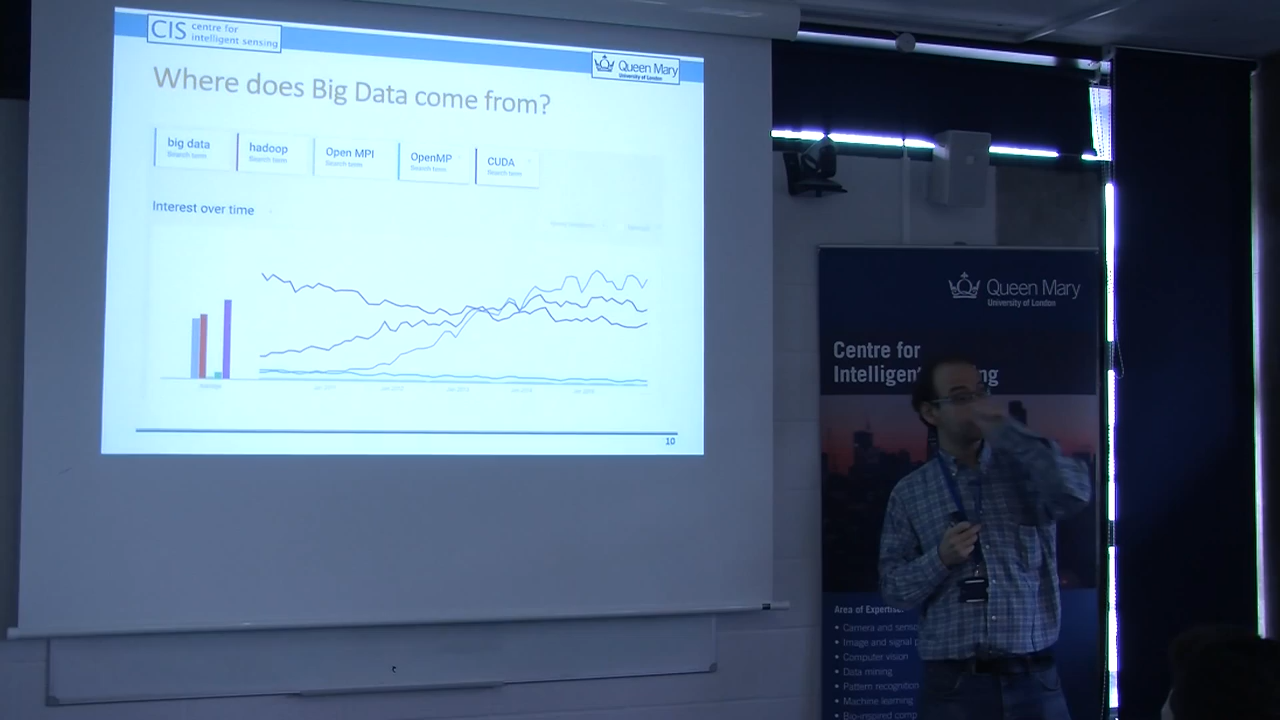 CIS centre for
intelligent sensing
Queen Mary
University of London
Where does Big Data come from?
big data
Search term
hadoop
Search term
Open MPI
Search term
OpenMP
Search term
CUDA
Search term
Interest over time
10
Queen Mary
University of London
Centre for
Intelligent
Area of Expertise
• Camera and
• Image and signal
• Computer vision
• Data mining
• Pattern recognition
• Machine learning
• Bio-inspired